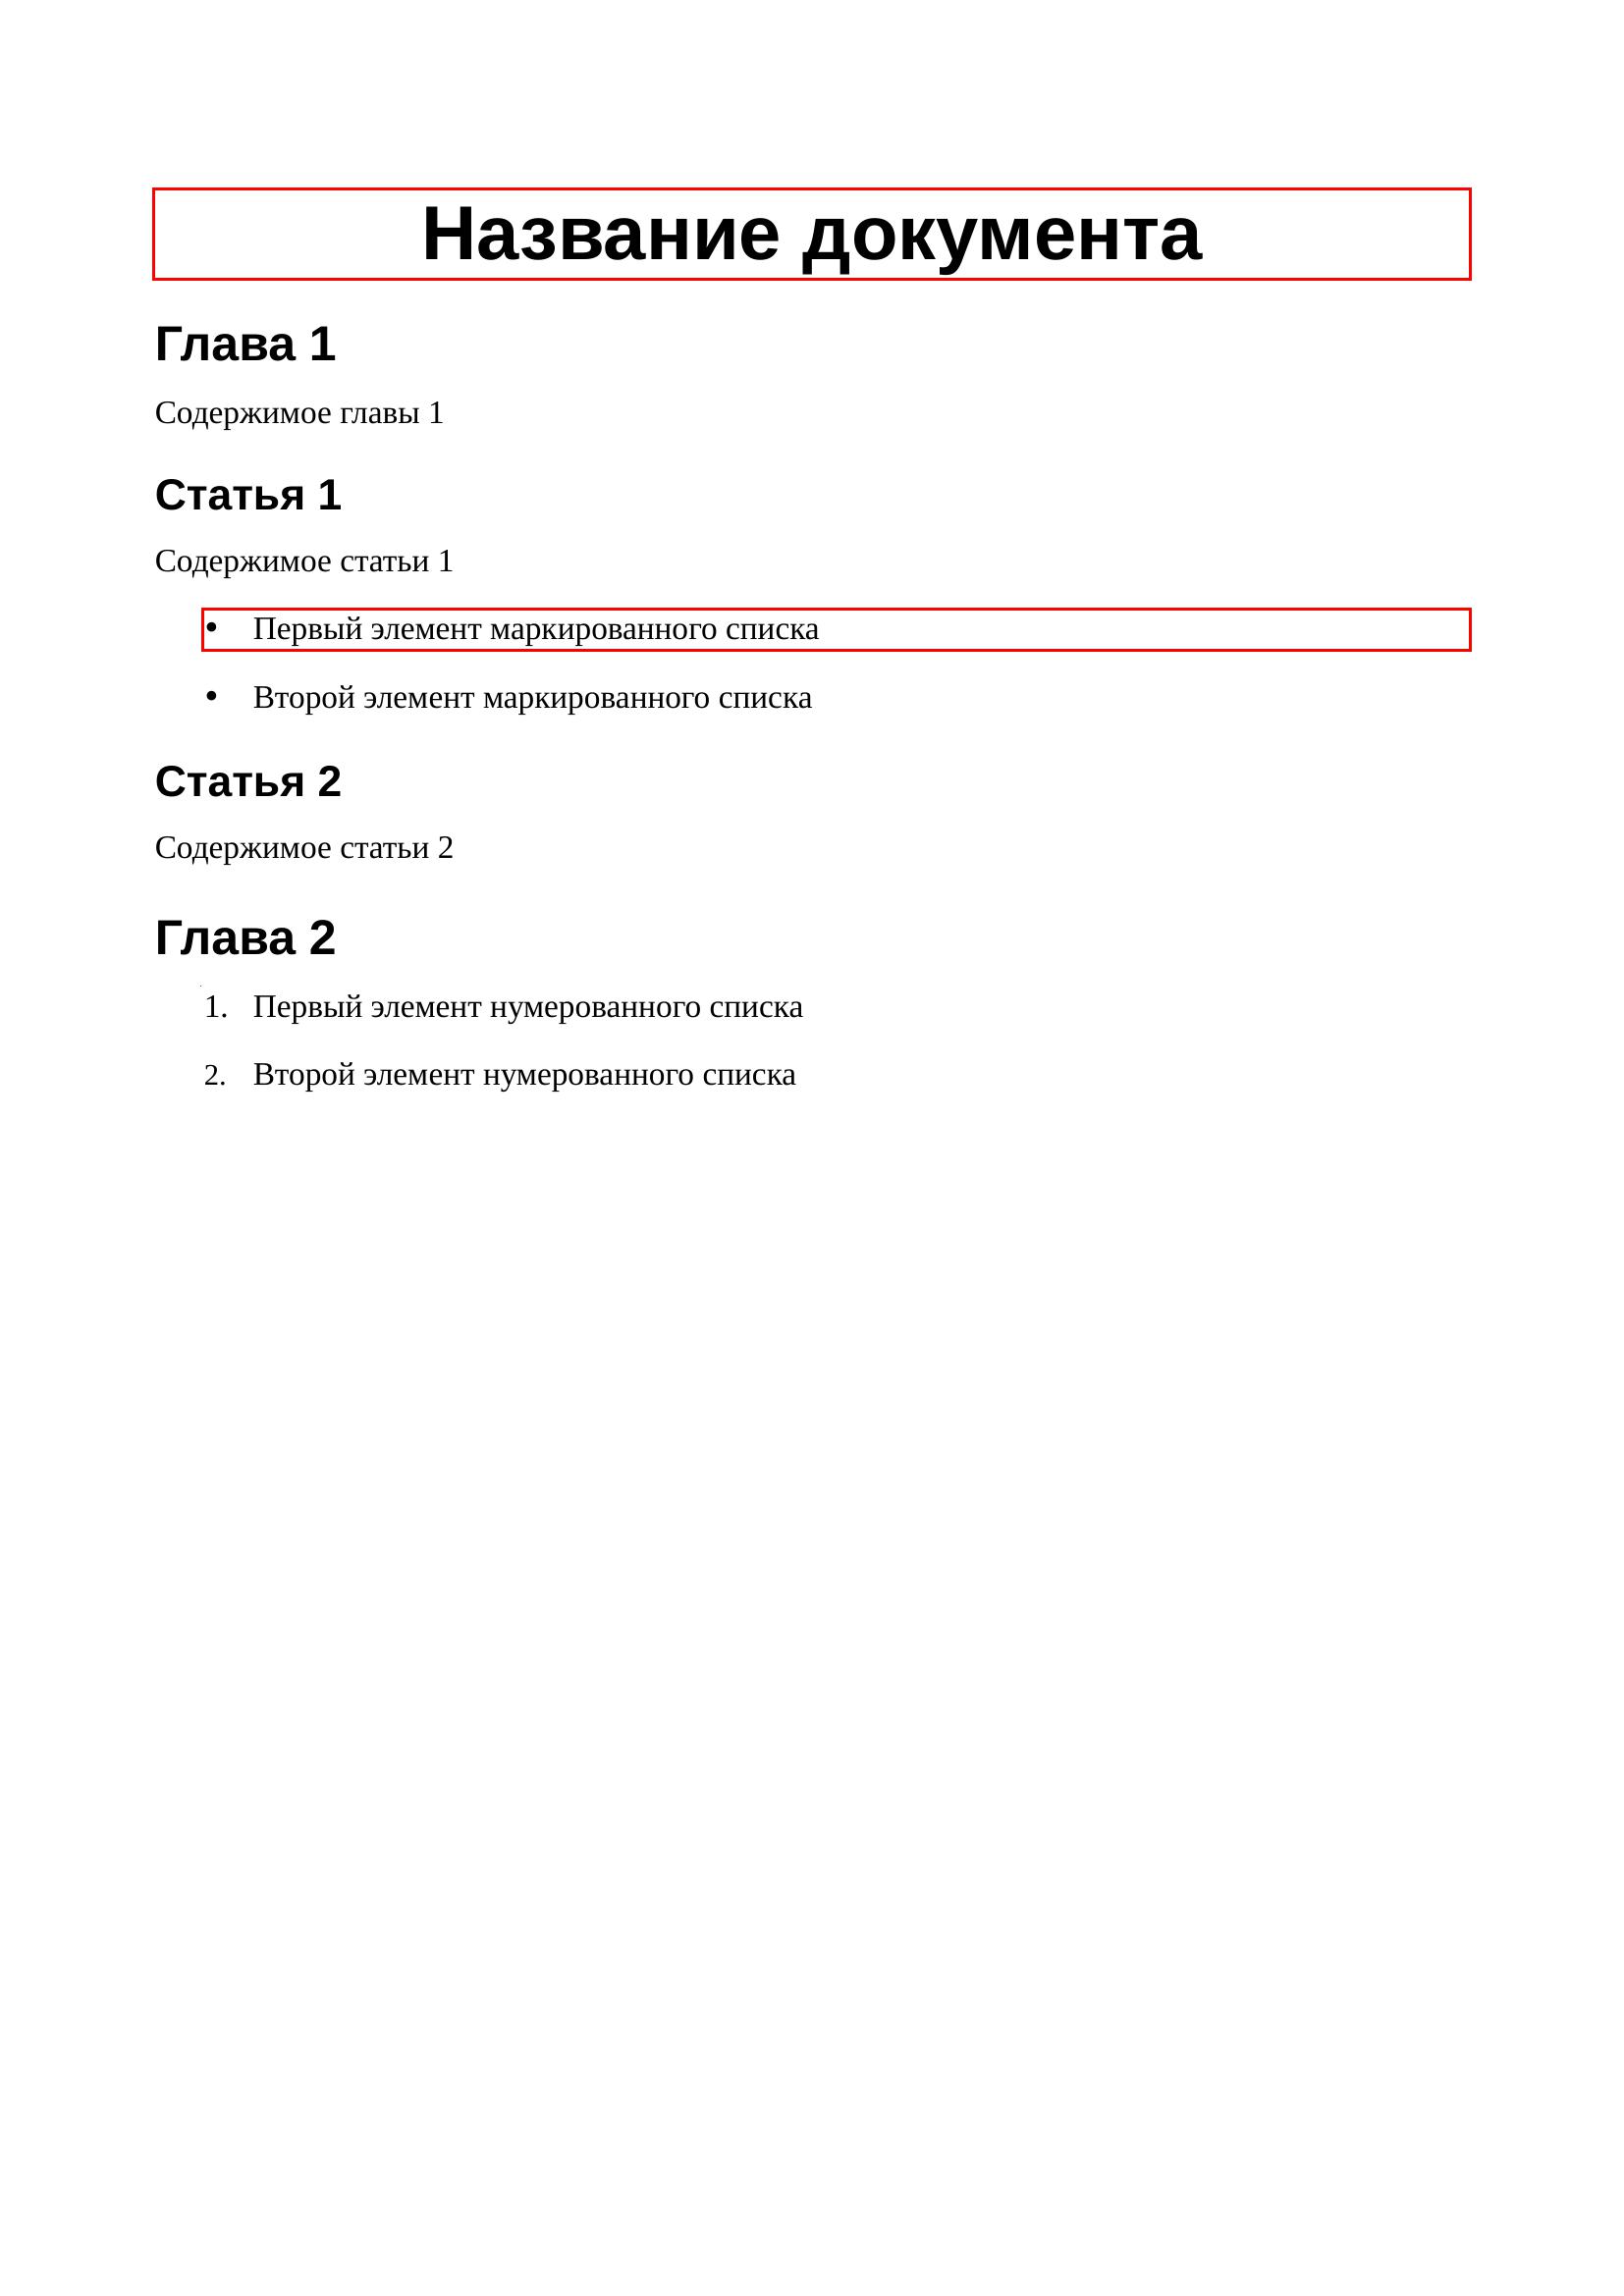 Название документа
Глава 1
Содержимое главы 1
Статья 1
Содержимое статьи 1
• Первый элемент маркированного списка
• Второй элемент маркированного списка
Статья 2
Содержимое статьи 2
Глава 2
1. Первый элемент нумерованного списка
2. Второй элемент нумерованного списка